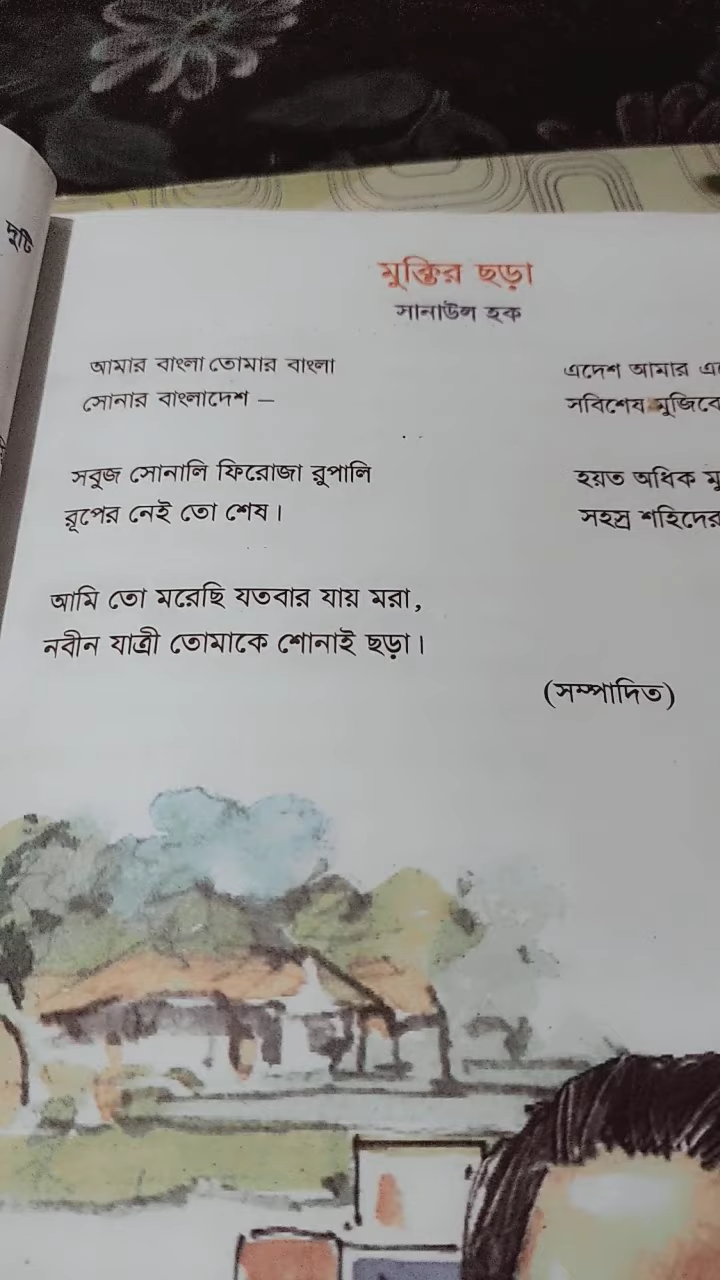 দুটি
মুক্তির ছড়া
সানাউল হক
আমার বাংলা তোমার বাংলা
সোনার বাংলাদেশ –
সবুজ সোনালি ফিরোজা রুপালি
রূপের নেই তো শেষ।
আমি তো মরেছি যতবার যায় মরা,
নবীন যাত্রী তোমাকে শোনাই ছড়া।
এদেশ আমার
সবিশেষ
হয়ত অধিক
সহস্র শহিদের
(সম্পাদিত)